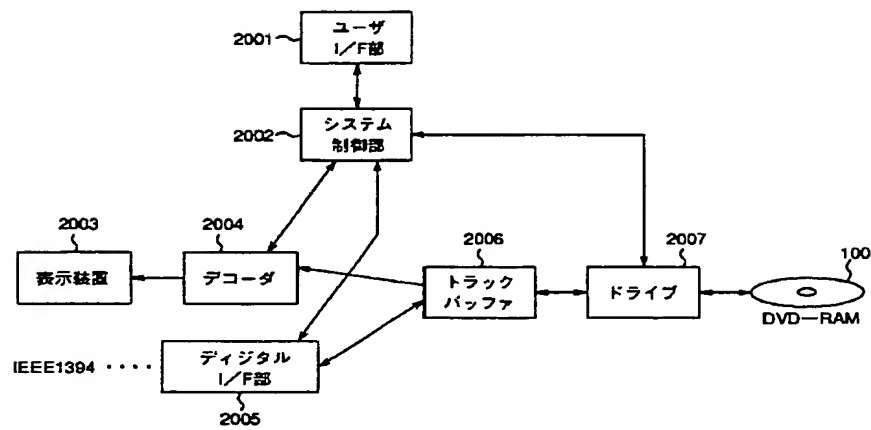 2001
ユーザ
I/F部
2002
システム
制御部
2003
2004
2006
2007
100
表示装置
デコーダ
トラック
バッファ
ドライブ
DVD—RAM
IEEE1394 ‥‥
ディジタル
I/F部
2005